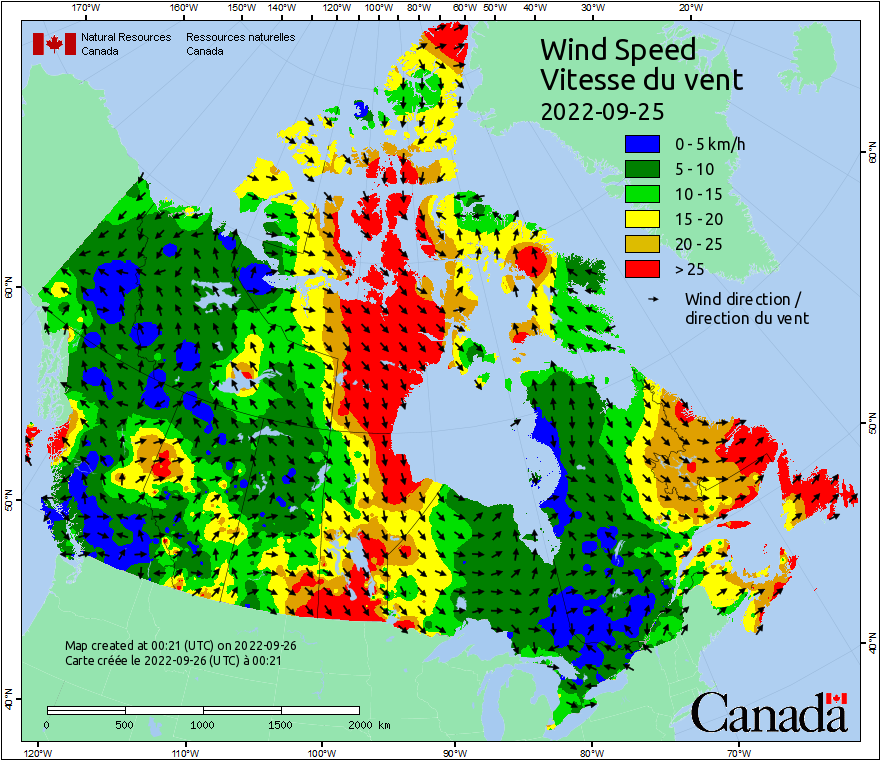 170°W 160°W 150°W 140°W 120°W 100°W 80°W 60°W 50°W 40°W 30°W 20°W
Natural Resources Ressources naturelles
Canada Canada
Wind Speed
Vitesse du vent
2022-09-25
0 - 5 km/h
5 - 10
10 - 15
15 - 20
20 - 25
> 25
Wind direction /
direction du vent
60°N
50°N
40°N
60°N
50°N
40°N
Map created at 00:21 (UTC) on 2022-09-26
Carte créée le 2022-09-26 (UTC) à 00:21
0 500 1000 1500 2000 km
Canada
120°W 110°W 100°W 90°W 80°W 70°W